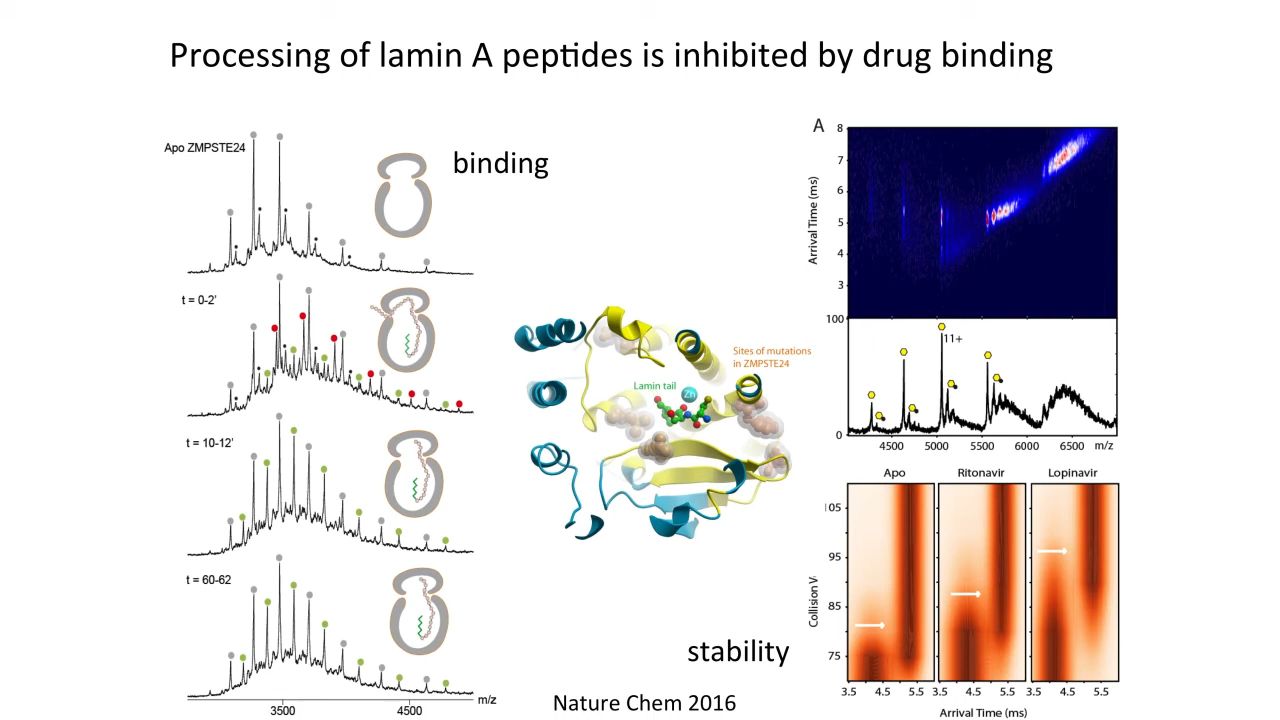 Processing of lamin A peptides is inhibited by drug binding
Apo ZMPSTE24
binding
t = 0-2'
t = 10-12'
t = 60-62
3500
4500
m/z
Lamin tail
Zn
Sites of mutations
in ZMPSTE24
stability
Nature Chem 2016
A
8
7
6
5
4
3
Arrival Time (ms)
100
0
11+
4500
5000
5500
6000
6500
m/z
Apo
Ritonavir
Lopinavir
105
95
85
75
Collision V
3.5
4.5
5.5
3.5
4.5
5.5
3.5
4.5
5.5
Arrival Time (ms)